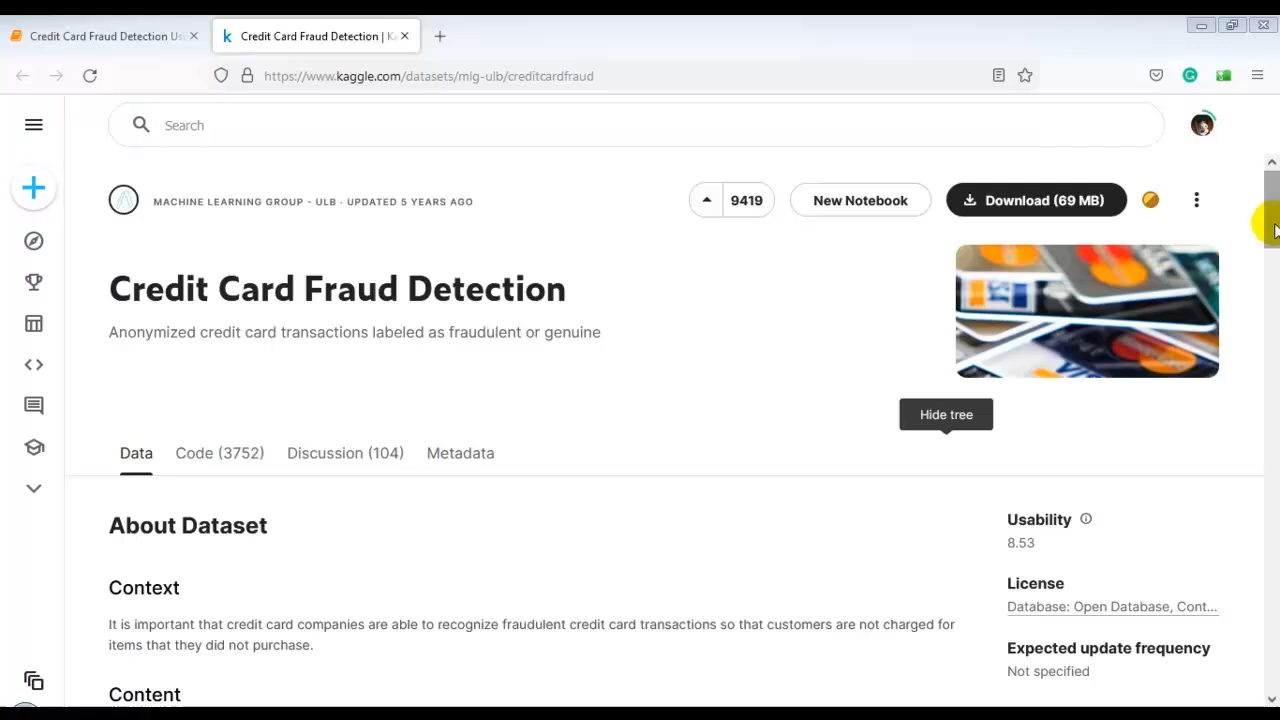 Credit Card Fraud Detection Us
Credit Card Fraud Detection | K
https://www.kaggle.com/datasets/mlg-ulb/creditcardfraud
Search
MACHINE LEARNING GROUP - ULB · UPDATED 5 YEARS AGO
9419
New Notebook
Download (69 MB)
Credit Card Fraud Detection
Anonymized credit card transactions labeled as fraudulent or genuine
Hide tree
Data
Code (3752)
Discussion (104)
Metadata
About Dataset
Context
It is important that credit card companies are able to recognize fraudulent credit card transactions so that customers are not charged for
items that they did not purchase.
Content
Usability
8.53
License
Database: Open Database, Cont...
Expected update frequency
Not specified